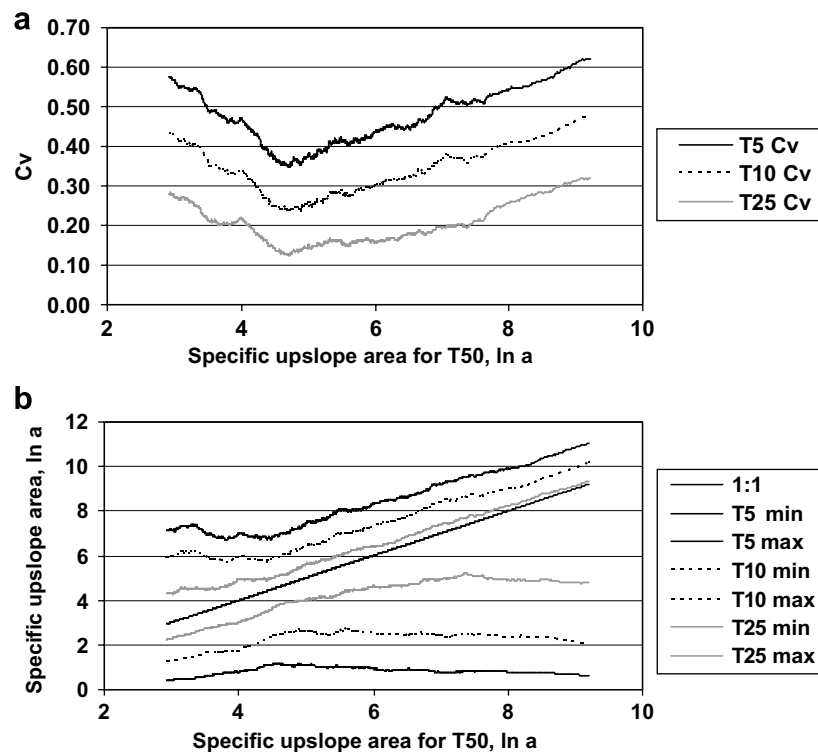 a
0.70
0.60
0.50
0.40
0.30
0.20
0.10
0.00
Cv
2 4 6 8 10
Specific upslope area for T50, ln a
T5 Cv
T10 Cv
T25 Cv
b
12
10
8
6
4
2
0
Specific upslope area, ln a
2 4 6 8 10
Specific upslope area for T50, ln a
1:1
T5 min
T5 max
T10 min
T10 max
T25 min
T25 max